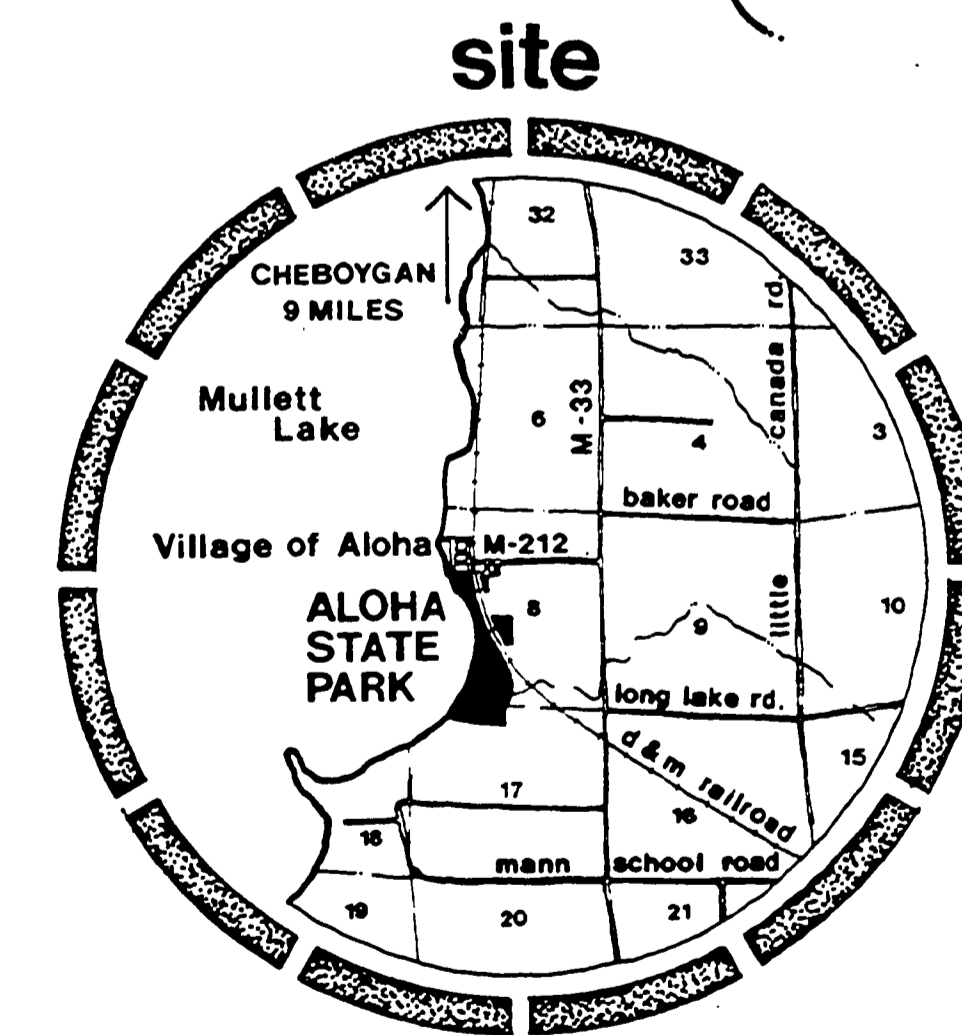 site
32
33
CHEBOYGAN
9 MILES
canada rd.
Mullett
Lake
6
M-33
4
3
baker road
Village of Aloha
M-212
ALOHA
STATE
PARK
8
little
9
10
long lake rd.
d & m railroad
15
17
16
18
mann school road
19
20
21